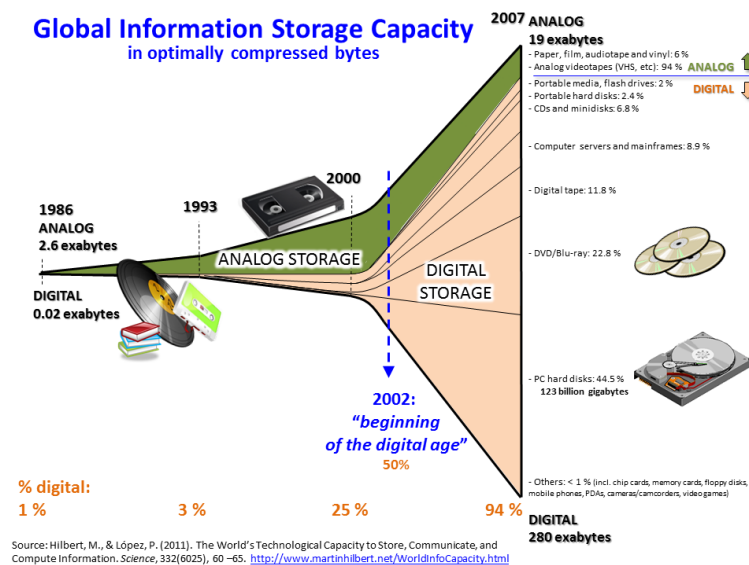 Global Information Storage Capacity
in optimally compressed bytes
2007 ANALOG
19 exabytes
- Paper, film, audiotape and vinyl: 6 %
- Analog videotapes (VHS, etc): 94 %
ANALOG
- Portable media, flash drives: 2 %
DIGITAL
- Portable hard disks: 2.4 %
- CDs and minidisks: 6.8 %
- Computer servers and mainframes: 8.9 %
- Digital tape: 11.8 %
- DVD/Blu-ray: 22.8 %
- PC hard disks: 44.5 %
123 billion gigabytes
- Others: < 1 % (incl. chip cards, memory cards, floppy disks,
mobile phones, PDAs, cameras/camcorders, video games)
DIGITAL
280 exabytes
1986
ANALOG
2.6 exabytes
DIGITAL
0.02 exabytes
1993
2000
ANALOG STORAGE
DIGITAL
STORAGE
2002:
“beginning
of the digital age”
50%
% digital:
1 %
3 %
25 %
94 %
Source: Hilbert, M., & López, P. (2011). The World’s Technological Capacity to Store, Communicate, and
Compute Information. Science, 332(6025), 60 –65. http://www.martinhilbert.net/WorldInfoCapacity.html